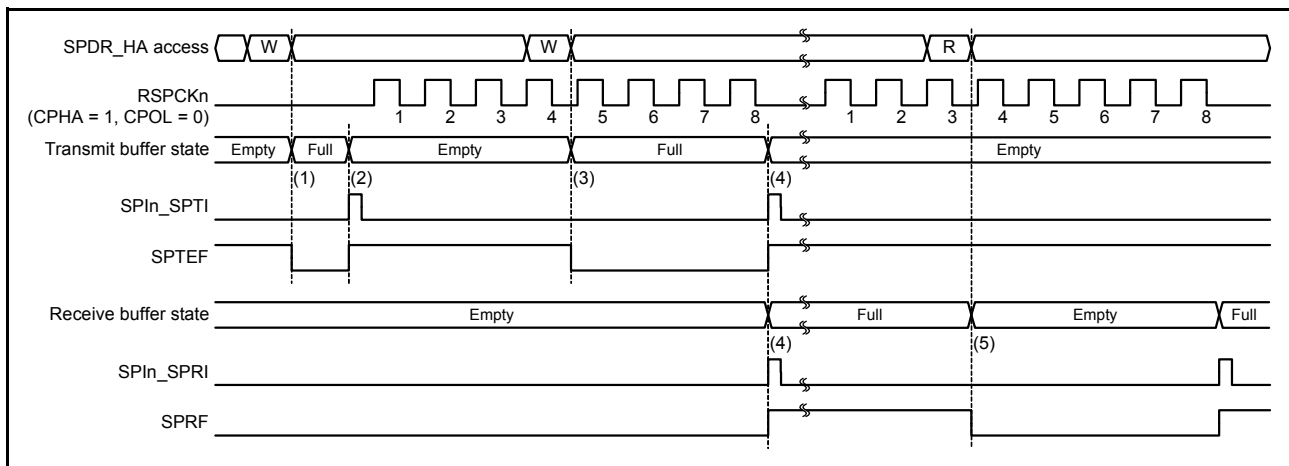 SPDR_HA access W W R
RSPCKn
(CPHA = 1, CPOL = 0)
1 2 3 4 5 6 7 8 1 2 3 4 5 6 7 8
Transmit buffer state Empty Full Empty Full Empty
(1) (2) (3) (4)
SPIn_SPTI
SPTEF
Receive buffer state Empty Full Empty Full
(4) (5)
SPIn_SPRI
SPRF